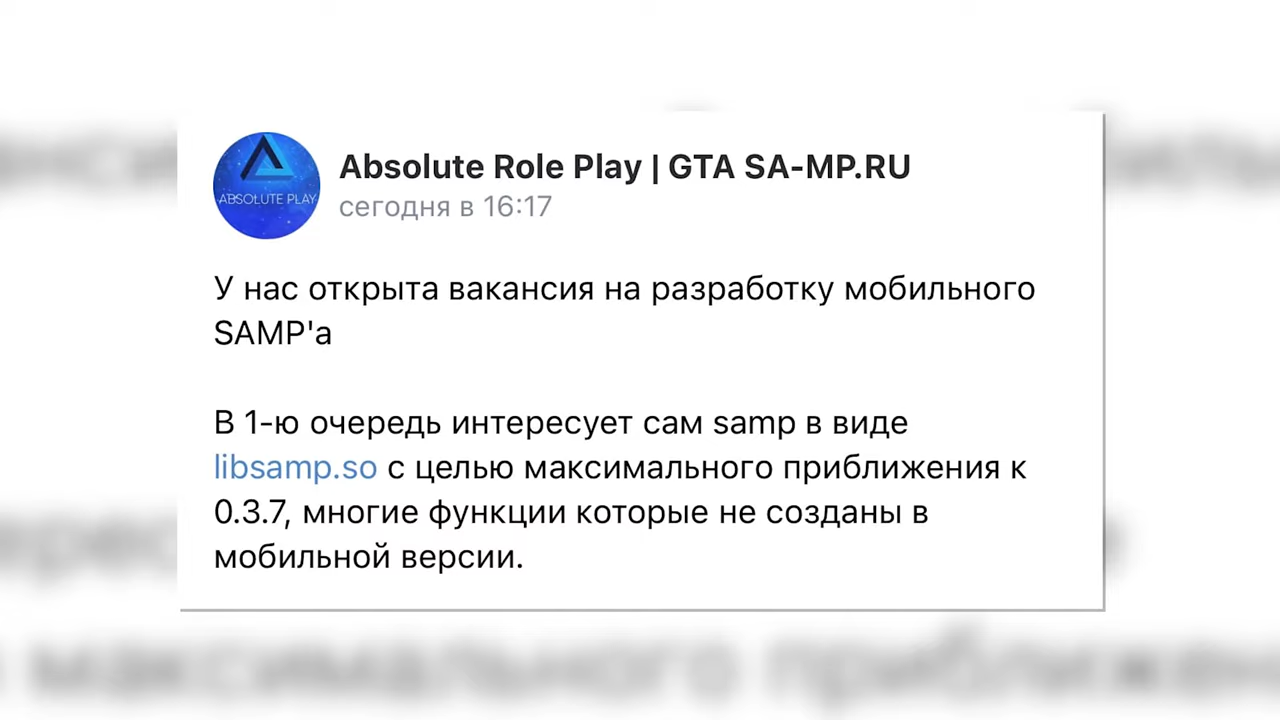 ABSOLUTE PLAY
Absolute Role Play | GTA SA-MP.RU
сегодня в 16:17
У нас открыта вакансия на разработку мобильного
SAMP'а
В 1-ю очередь интересует сам samp в виде
libsamp.so с целью максимального приближения к
0.3.7, многие функции которые не созданы в
мобильной версии.